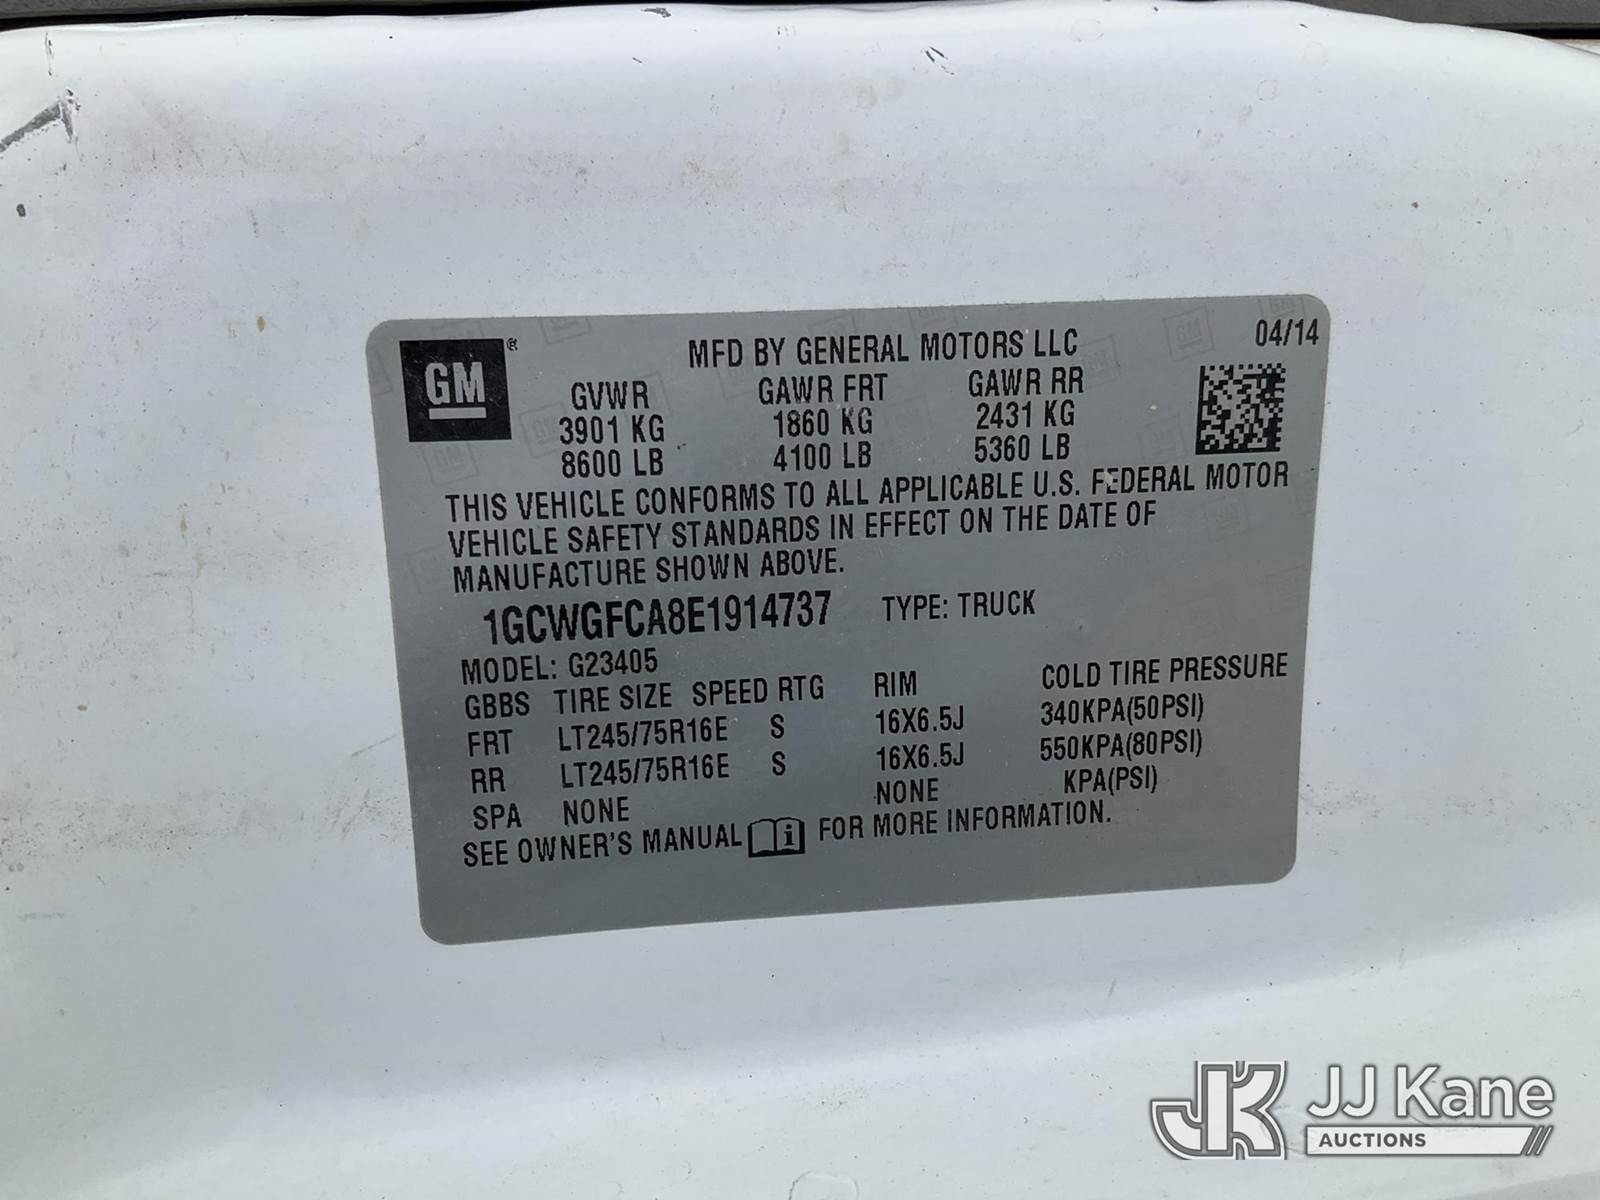 GM ®
MFD BY GENERAL MOTORS LLC 04/14
GVWR GAWR FRT GAWR RR
3901 KG 1860 KG 2431 KG
8600 LB 4100 LB 5360 LB
THIS VEHICLE CONFORMS TO ALL APPLICABLE U.S. FEDERAL MOTOR
VEHICLE SAFETY STANDARDS IN EFFECT ON THE DATE OF
MANUFACTURE SHOWN ABOVE.
1GCWGFCA8E1914737 TYPE: TRUCK
MODEL: G23405
GBBS TIRE SIZE SPEED RTG RIM COLD TIRE PRESSURE
FRT LT245/75R16E S 16X6.5J 340KPA(50PSI)
RR LT245/75R16E S 16X6.5J 550KPA(80PSI)
SPA NONE NONE KPA(PSI)
SEE OWNER'S MANUAL i FOR MORE INFORMATION.
JK JJ Kane
AUCTIONS